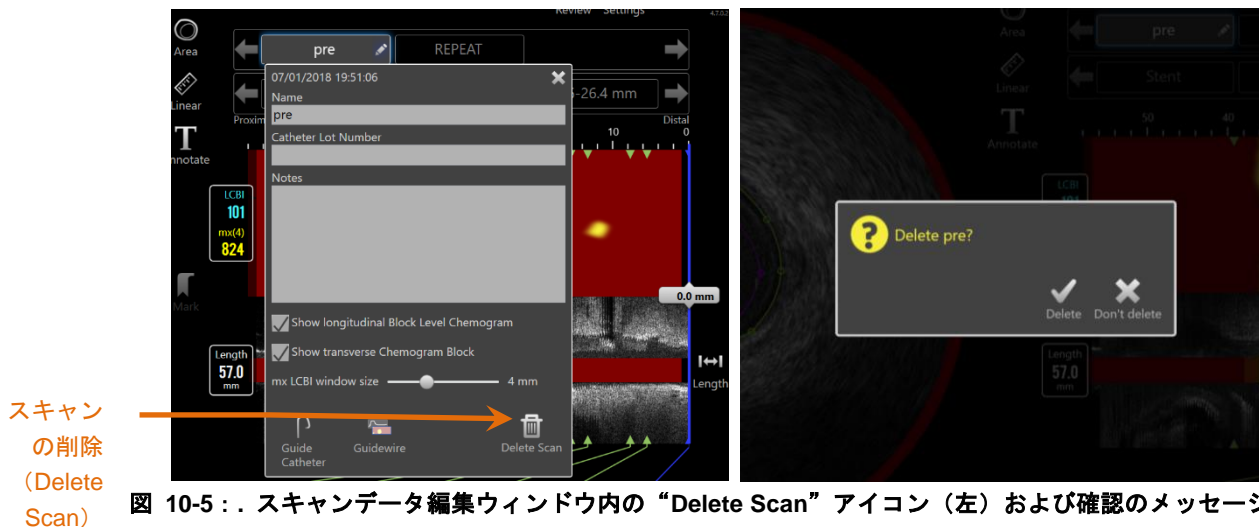 Review Settings
4.7.0.2
Area
pre
REPEAT
Linear
07/01/2018 19:51:06
-26.4 mm
Name
pre
Distal
Catheter Lot Number
10
0
T
Notes
LCBI
101
mx(4)
824
Mark
0.0 mm
Show longitudinal Block Level Chemogram
Show transverse Chemogram Block
Length
57.0
mm
mx LCBI window size
4 mm
Length
Guide
Catheter
Guidewire
Delete Scan
Area
pre
Linear
Stent
T
Annotate
50
40
LCBI
?
Delete pre?
Delete
Don't delete
Length
57.0
mm
スキャン
の削除
（Delete
Scan）
図 10-5：. スキャンデータ編集ウィンドウ内の“Delete Scan”アイコン（左）および確認のメッセージ